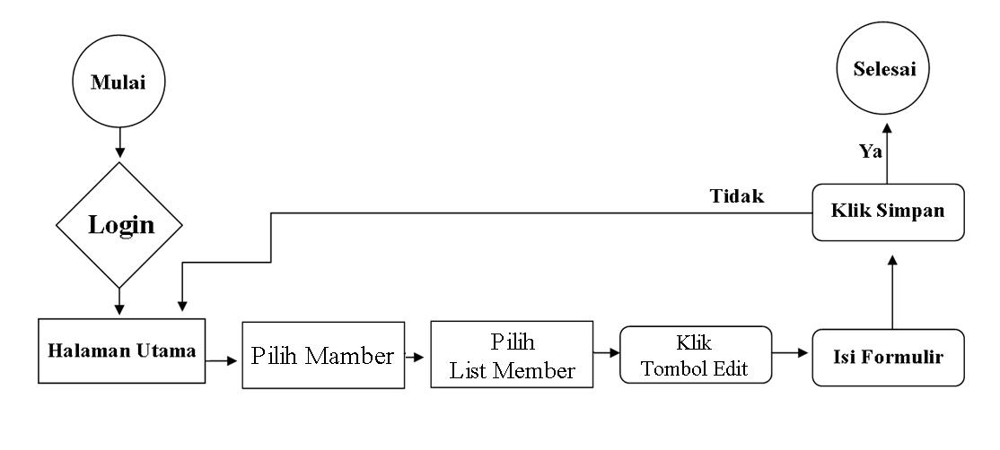 Mulai
Login
Halaman Utama
Pilih Mamber
Pilih
List Member
Klik
Tombol Edit
Isi Formulir
Klik Simpan
Tidak
Ya
Selesai